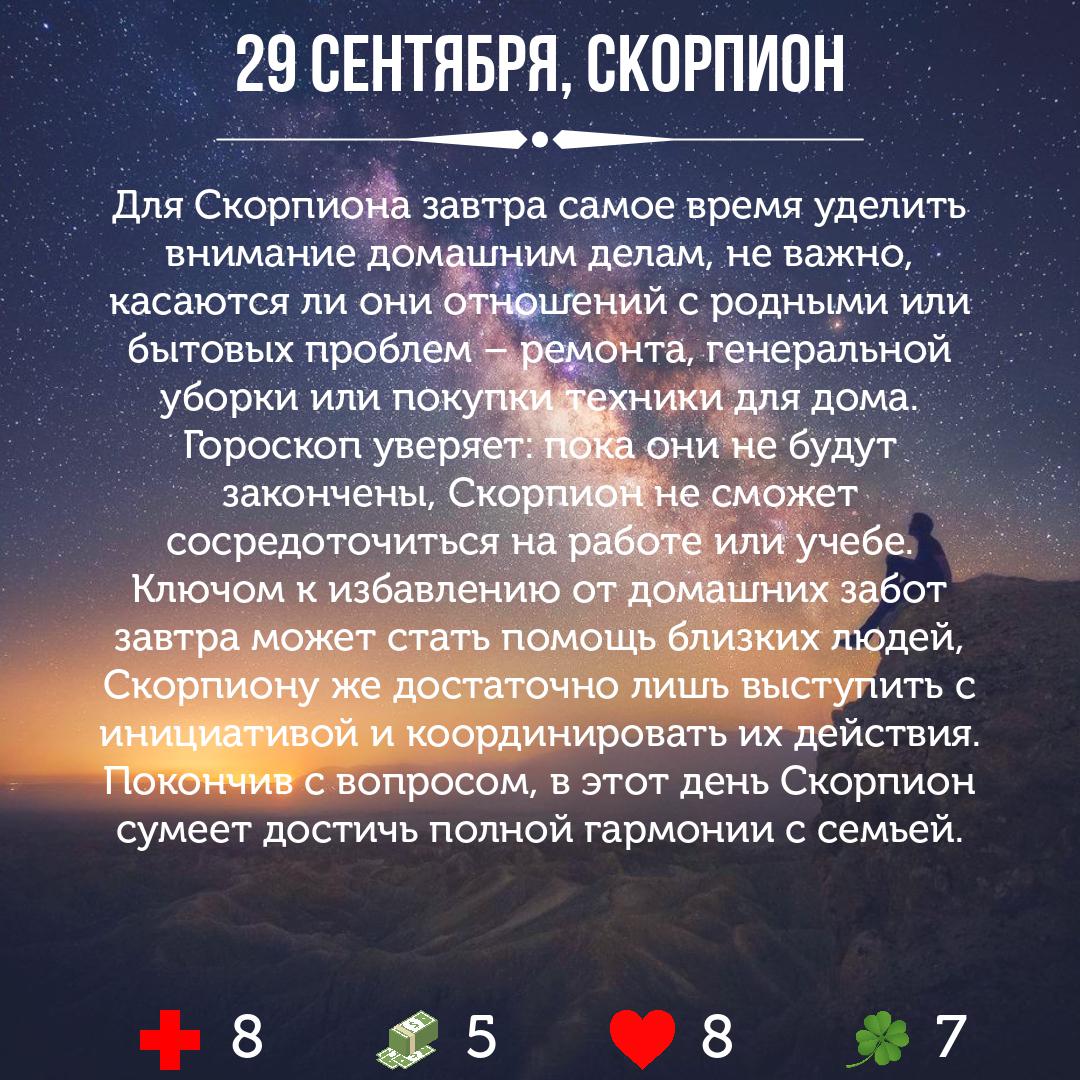 29 СЕНТЯБРЯ, СКОРПИОН
Для Скорпиона завтра самое время уделить
внимание домашним делам, не важно,
касаются ли они отношений с родными или
бытовых проблем – ремонта, генеральной
уборки или покупки техники для дома.
Гороскоп уверяет: пока они не будут
закончены, Скорпион не сможет
сосредоточиться на работе или учебе.
Ключом к избавлению от домашних забот
завтра может стать помощь близких людей,
Скорпиону же достаточно лишь выступить с
инициативой и координировать их действия.
Покончив с вопросом, в этот день Скорпион
сумеет достичь полной гармонии с семьей.
8 5 8 7